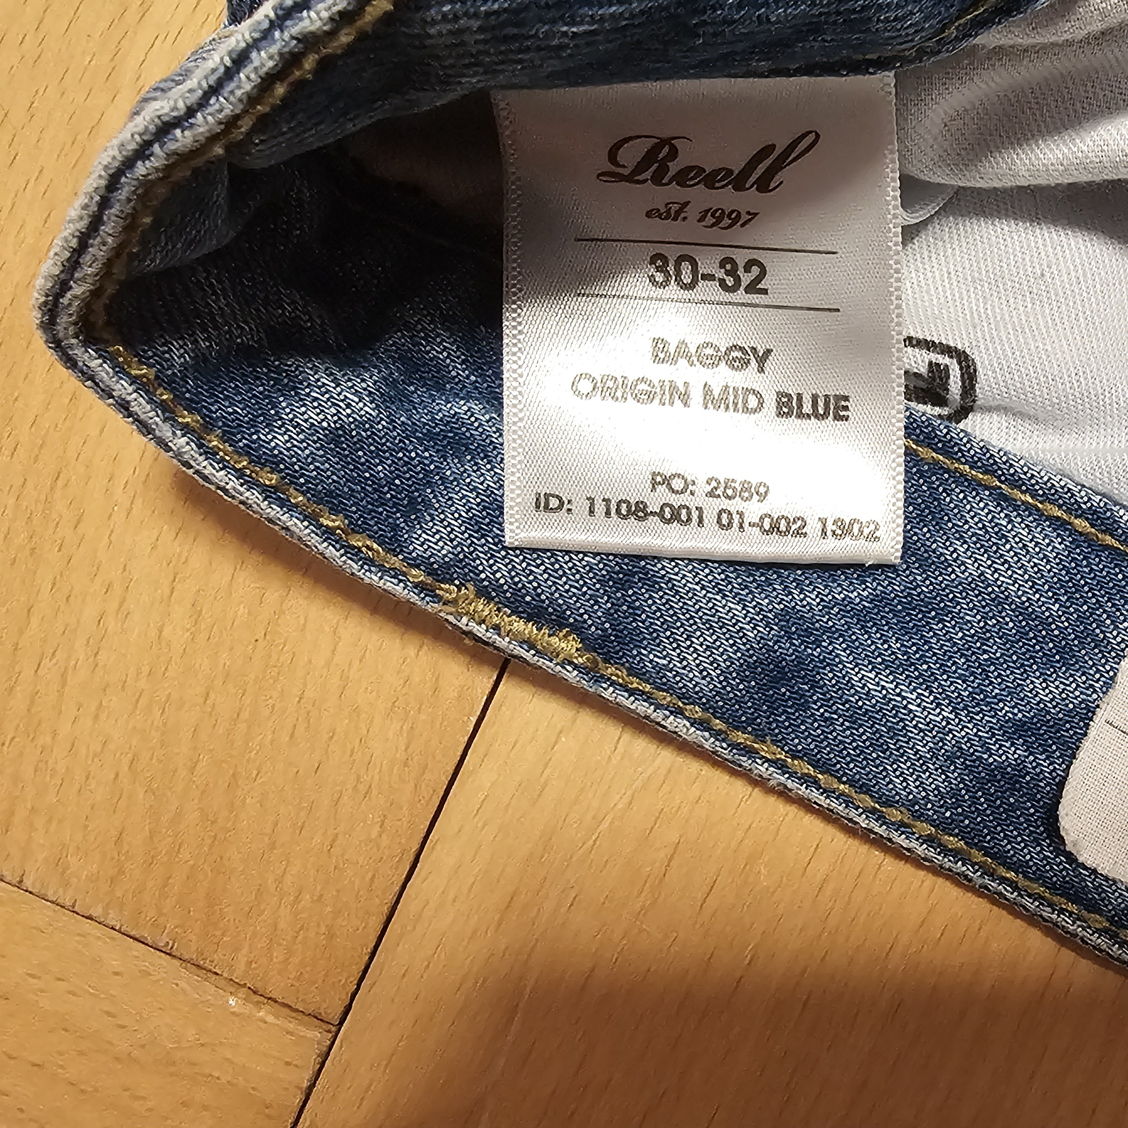 Reell
est. 1997
30-32
BAGGY
ORIGIN MID BLUE
PO: 2589
ID: 1108-001 01-002 1302